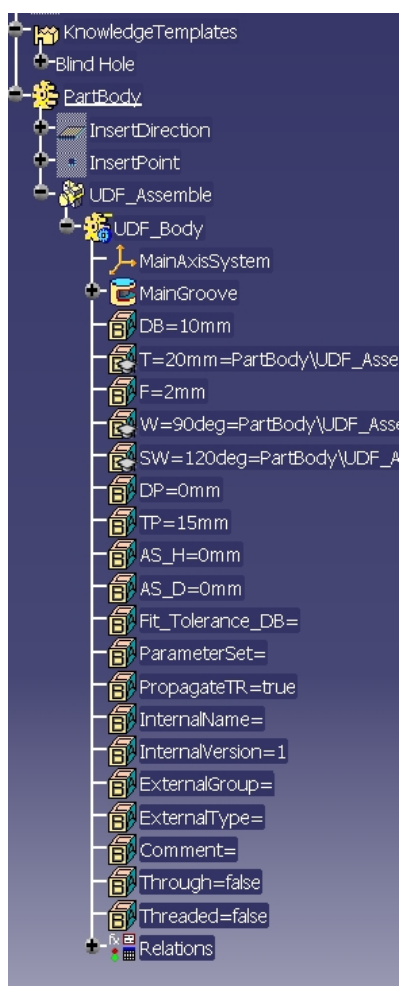 KnowledgeTemplates
Blind Hole
PartBody
InsertDirection
InsertPoint
UDF_Assemble
UDF_Body
MainAxisSystem
MainGroove
DB=10mm
T=20mm=PartBody\UDF_Asse
F=2mm
W=90deg=PartBody\UDF_Asse
SW=120deg=PartBody\UDF_A
DP=0mm
TP=15mm
AS_H=0mm
AS_D=0mm
Fit_Tolerance_DB=
ParameterSet=
PropagateTR=true
InternalName=
InternalVersion=1
ExternalGroup=
ExternalType=
Comment=
Through=false
Threaded=false
Relations